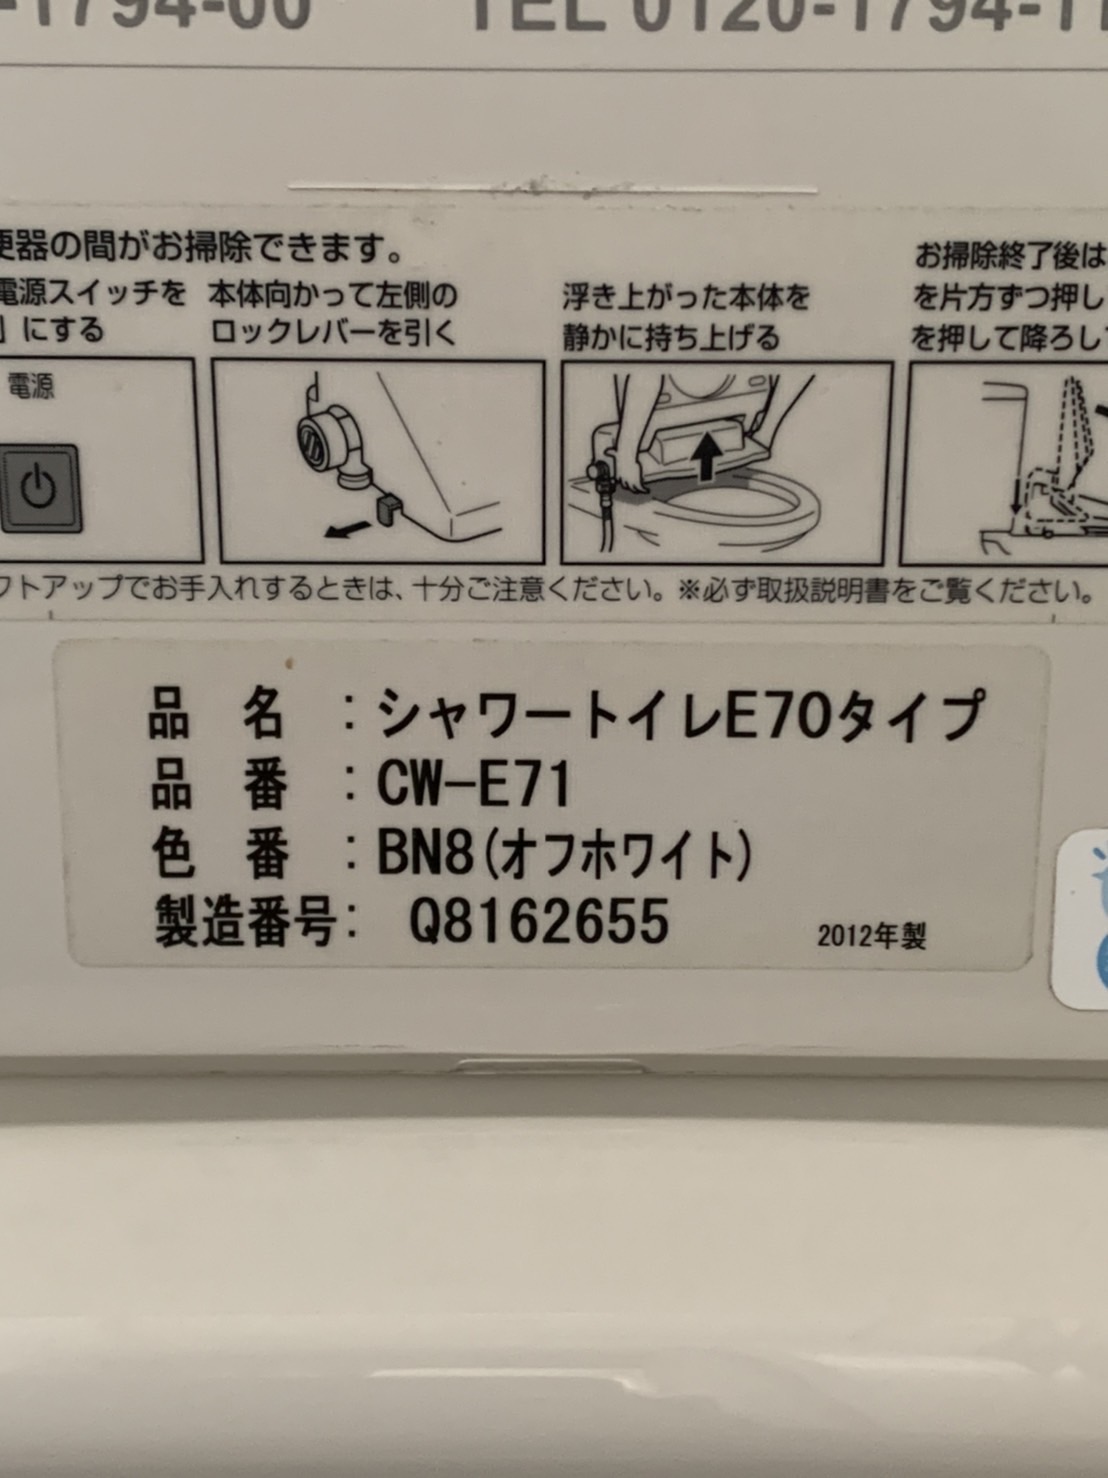 -1794-00 TEL 0120-1794-11
便器の間がお掃除できます。
電源スイッチを
」にする
本体向かって左側の
ロックレバーを引く
浮き上がった本体を
静かに持ち上げる
お掃除終了後は
を片方ずつ押し
を押して降ろして
電源
フトアップでお手入れするときは、十分ご注意ください。※必ず取扱説明書をご覧ください。
品 名 :シャワートイレE70タイプ
品 番 :CW-E71
色 番 :BN8(オフホワイト)
製造番号: Q8162655 2012年製